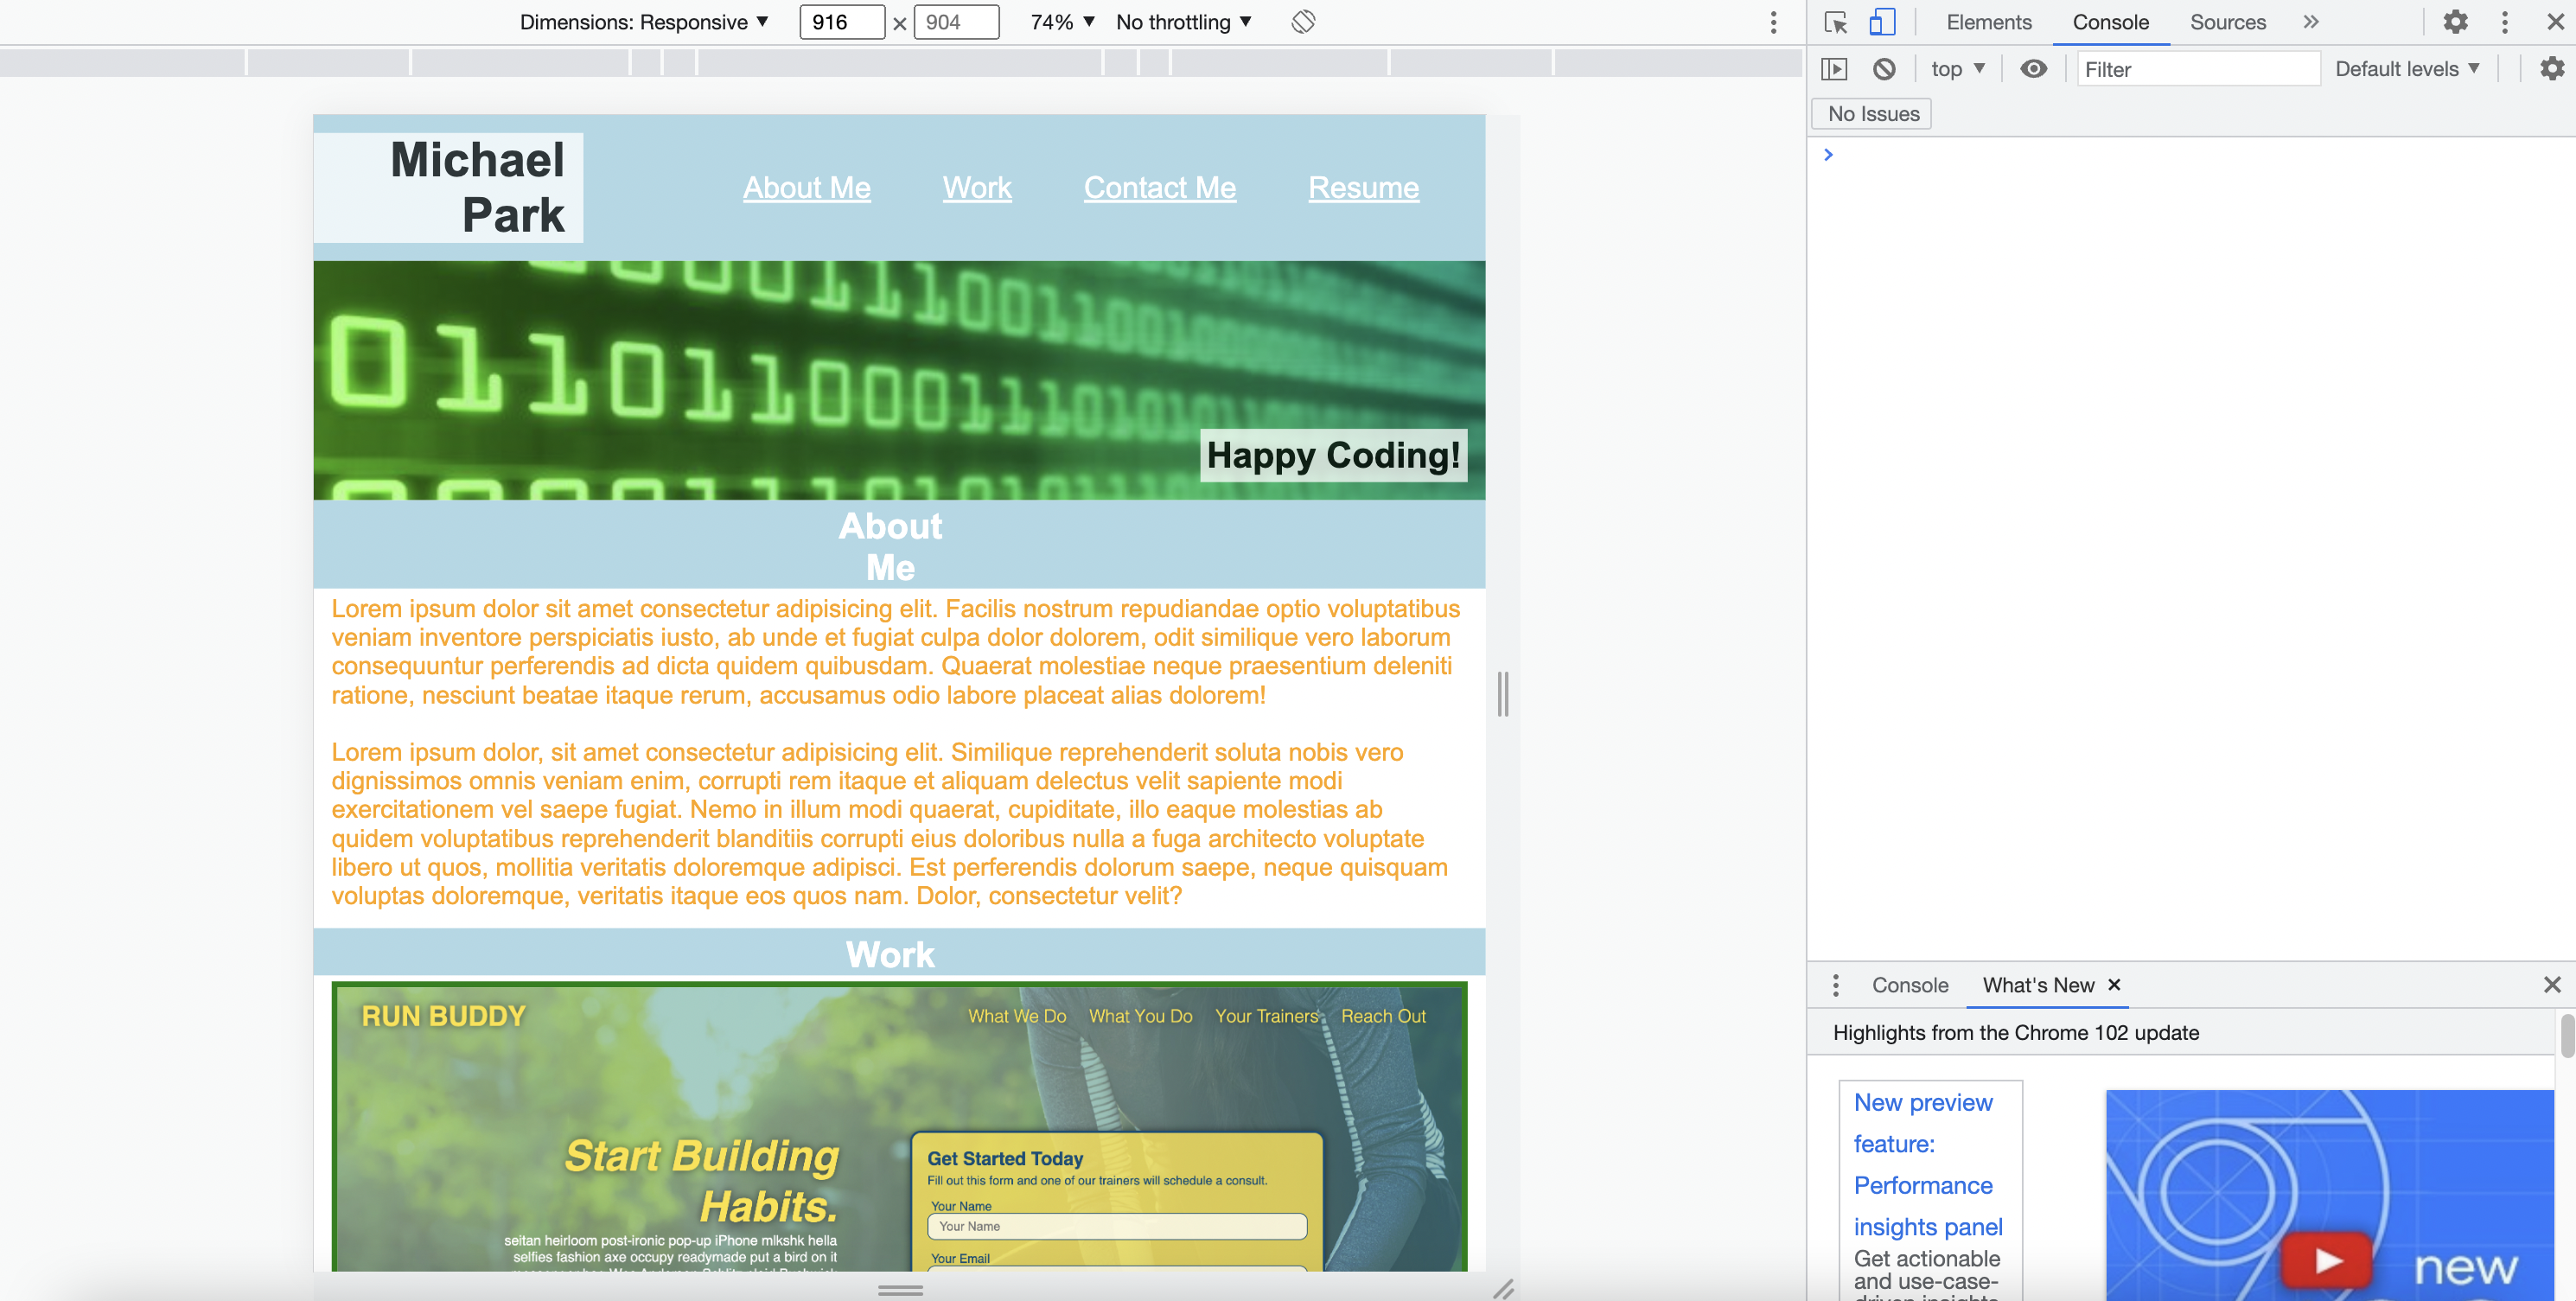 Dimensions: Responsive ▼ 916 × 904 74% ▼ No throttling ▼
Elements Console Sources »
top ▼ Filter Default levels ▼
No Issues
Michael
Park
About Me Work Contact Me Resume
Happy Coding!
About
Me
Lorem ipsum dolor sit amet consectetur adipisicing elit. Facilis nostrum repudiandae optio voluptatibus
veniam inventore perspiciatis iusto, ab unde et fugiat culpa dolor dolorem, odit similique vero laborum
consequuntur perferendis ad dicta quidem quibusdam. Quaerat molestiae neque praesentium deleniti
ratione, nesciunt beatae itaque rerum, accusamus odio labore placeat alias dolorem!
Lorem ipsum dolor, sit amet consectetur adipisicing elit. Similique reprehenderit soluta nobis vero
dignissimos omnis veniam enim, corrupti rem itaque et aliquam delectus velit sapiente modi
exercitationem vel saepe fugiat. Nemo in illum modi quaerat, cupiditate, illo eaque molestias ab
quidem voluptatibus reprehenderit blanditiis corrupti eius doloribus nulla a fuga architecto voluptate
libero ut quos, mollitia veritatis doloremque adipisci. Est perferendis dolorum saepe, neque quisquam
voluptas doloremque, veritatis itaque eos quos nam. Dolor, consectetur velit?
Work
RUN BUDDY
What We Do What You Do Your Trainers Reach Out
Start Building
Habits.
seitan heirloom post-ironic pop-up iPhone mlkshk hella
selfies fashion axe occupy readymade put a bird on it
Get Started Today
Fill out this form and one of our trainers will schedule a consult.
Your Name
Your Name
Your Email
Console What's New ×
Highlights from the Chrome 102 update
New preview
feature:
Performance
insights panel
Get actionable
and use-case-
driven insights
new